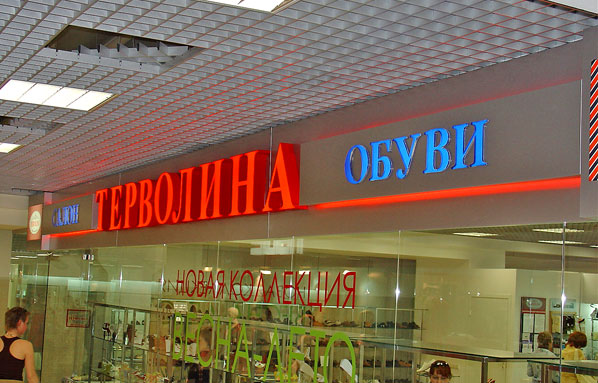 САЛОН ТЕРВОЛИНА ОБУВИ
НОВАЯ КОЛЛЕКЦИЯ
ВЕСНА-ЛЕТО